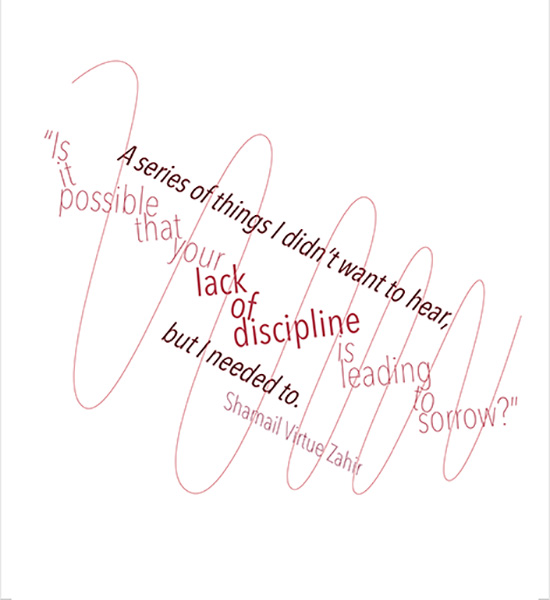 A series of things I didn't want to hear,
"Is
it
possible
that
your
lack
of
discipline
is
leading
to
sorrow?"
but I needed to.
Shamail Virtue Zahir